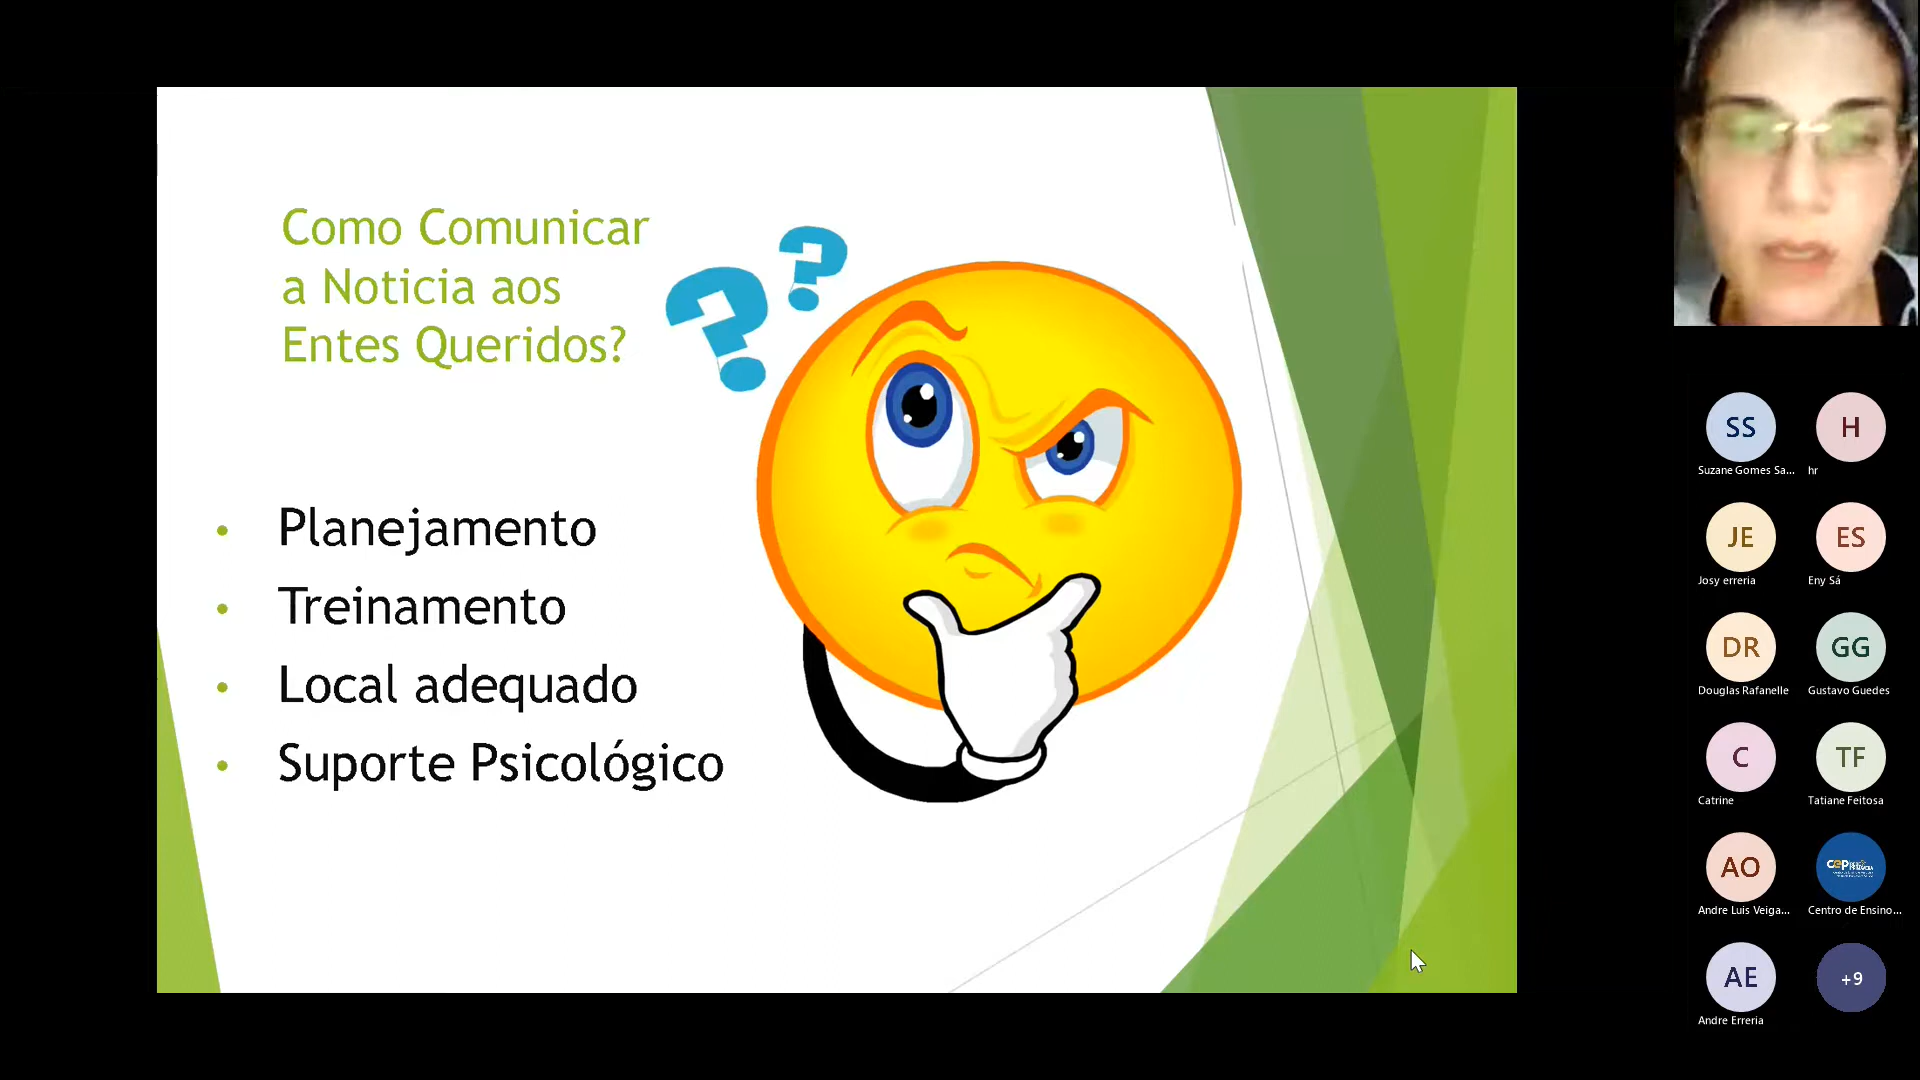 Como Comunicar
a Noticia aos
Entes Queridos?
• Planejamento
• Treinamento
• Local adequado
• Suporte Psicológico
SS
Suzane Gomes Sa...
H
hr
JE
Josy erreria
ES
Eny Sá
DR
Douglas Rafanelle
GG
Gustavo Guedes
C
Catrine
TF
Tatiane Feitosa
AO
Andre Luis Veiga...
cep
Centro de Ensino...
AE
Andre Erreria
+9